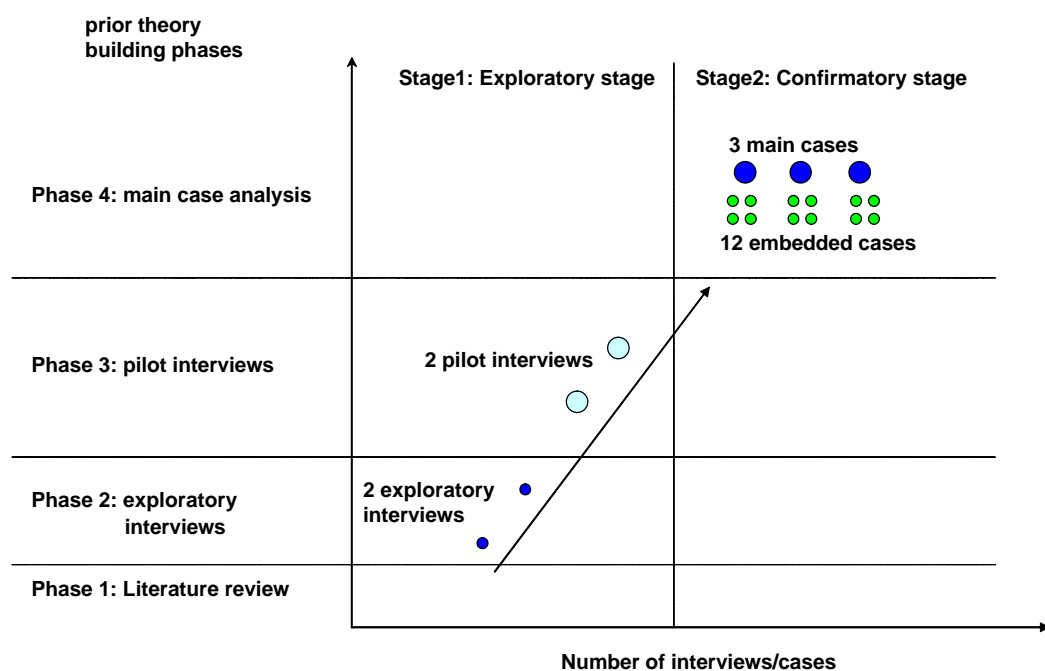 prior theory
building phases
Stage1: Exploratory stage
Stage2: Confirmatory stage
3 main cases
Phase 4: main case analysis
12 embedded cases
Phase 3: pilot interviews
2 pilot interviews
Phase 2: exploratory
interviews
2 exploratory
interviews
Phase 1: Literature review
Number of interviews/cases